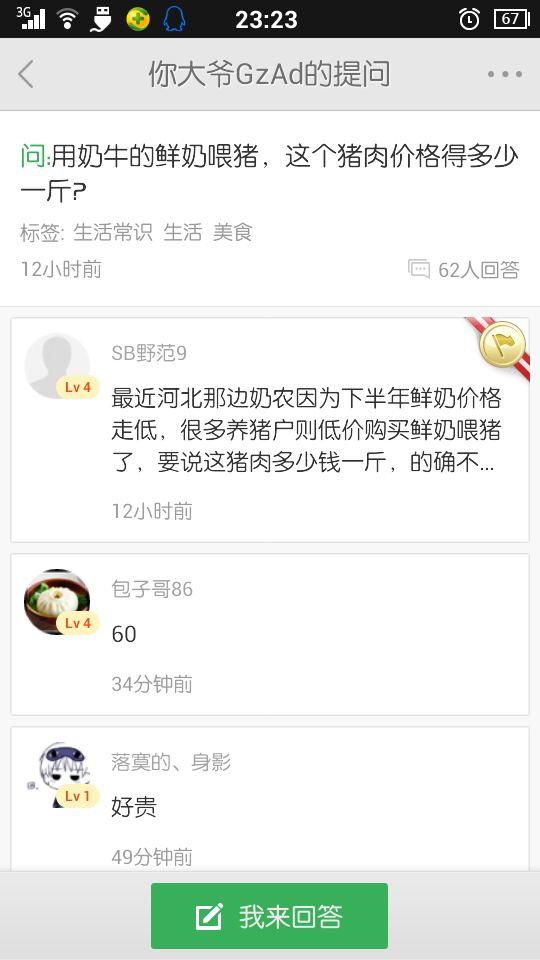 3G
23:23
67
你大爷GzAd的提问
问:用奶牛的鲜奶喂猪，这个猪肉价格得多少
一斤?
标签: 生活常识 生活 美食
12小时前
62人回答
SB野范9
Lv 4
最近河北那边奶农因为下半年鲜奶价格
走低，很多养猪户则低价购买鲜奶喂猪
了，要说这猪肉多少钱一斤，的确不...
12小时前
包子哥86
Lv 4
60
34分钟前
落寞的、身影
Lv 1
好贵
49分钟前
我来回答